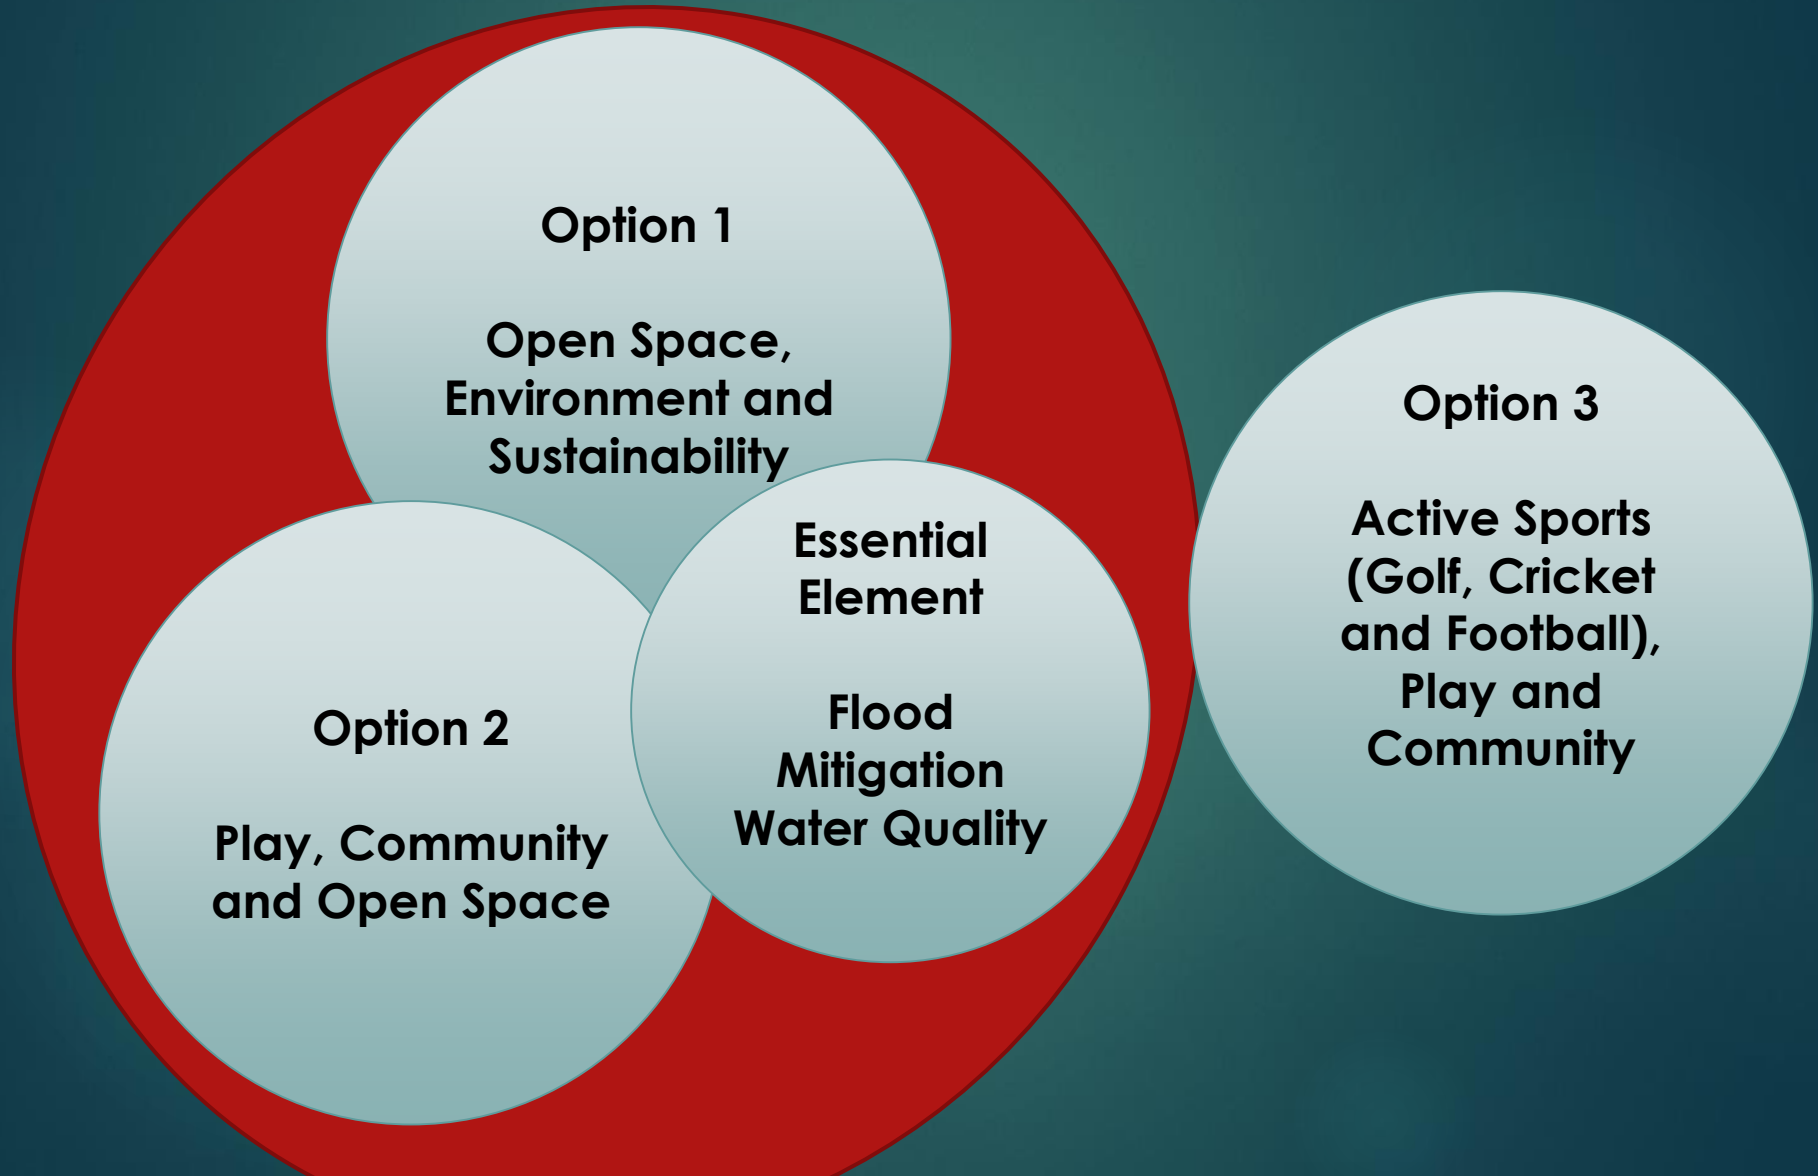 Option 1
Open Space,
Environment and
Sustainability
Option 2
Play, Community
and Open Space
Essential
Element
Flood
Mitigation
Water Quality
Option 3
Active Sports
(Golf, Cricket
and Football),
Play and
Community